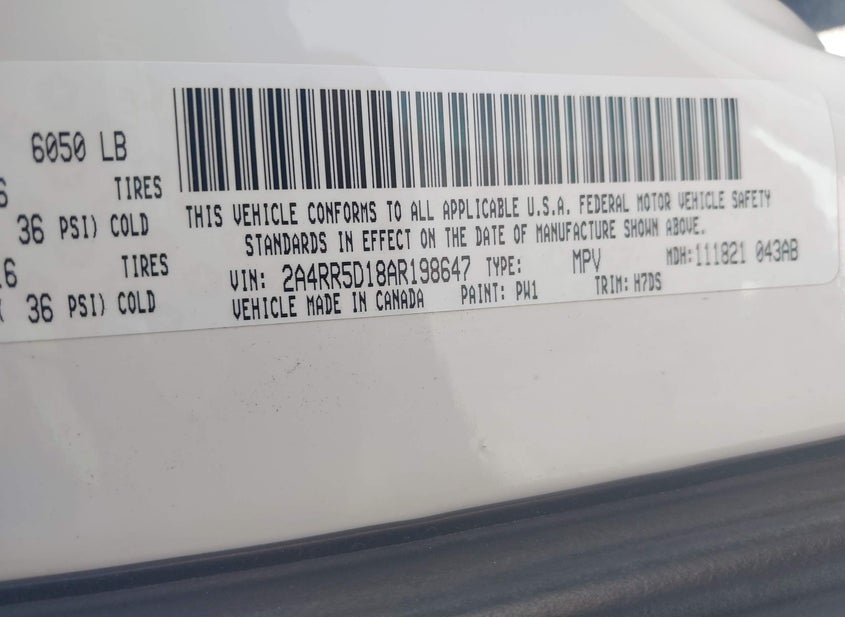 6050 LB
6 TIRES
36 PSI) COLD
16 TIRES
36 PSI) COLD
THIS VEHICLE CONFORMS TO ALL APPLICABLE U.S.A. FEDERAL MOTOR VEHICLE SAFETY
STANDARDS IN EFFECT ON THE DATE OF MANUFACTURE SHOWN ABOVE.
VIN: 2A4RR5D18AR198647 TYPE: MPV MDH:111821 043AB
VEHICLE MADE IN CANADA PAINT: PW1 TRIM: H7DS